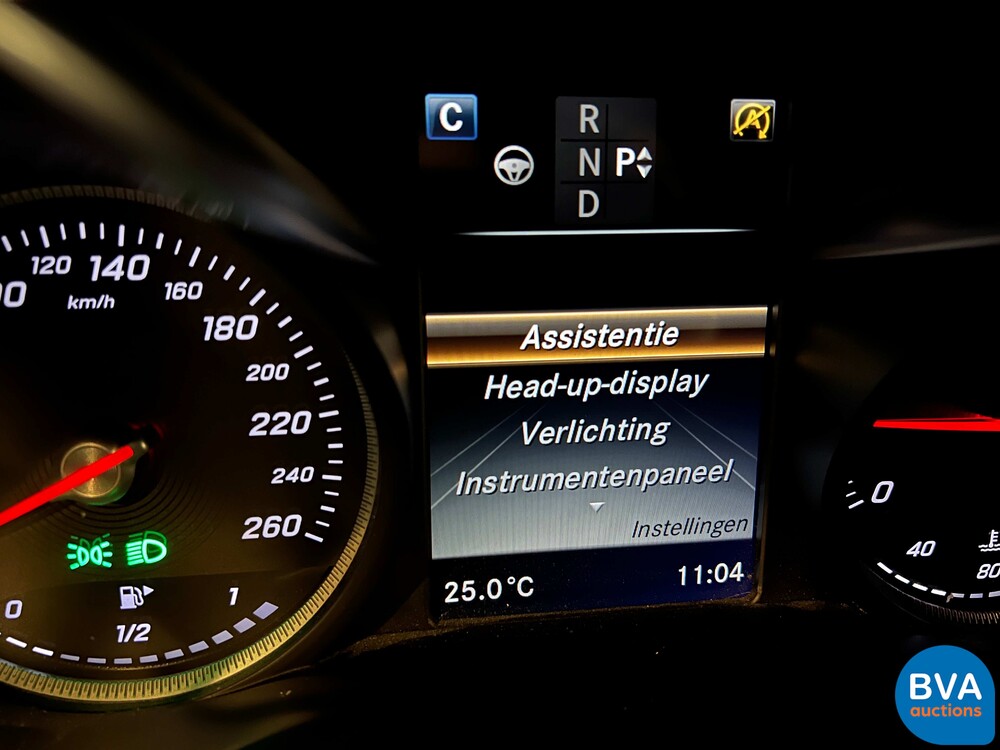 C
R
N P
D
A
120 140 160
km/h
180
200
220
240
260
0 1/2 1
Assistentie
Head-up-display
Verlichting
Instrumentenpaneel
Instellingen
25.0°C 11:04
0
40
80
BVA
auctions